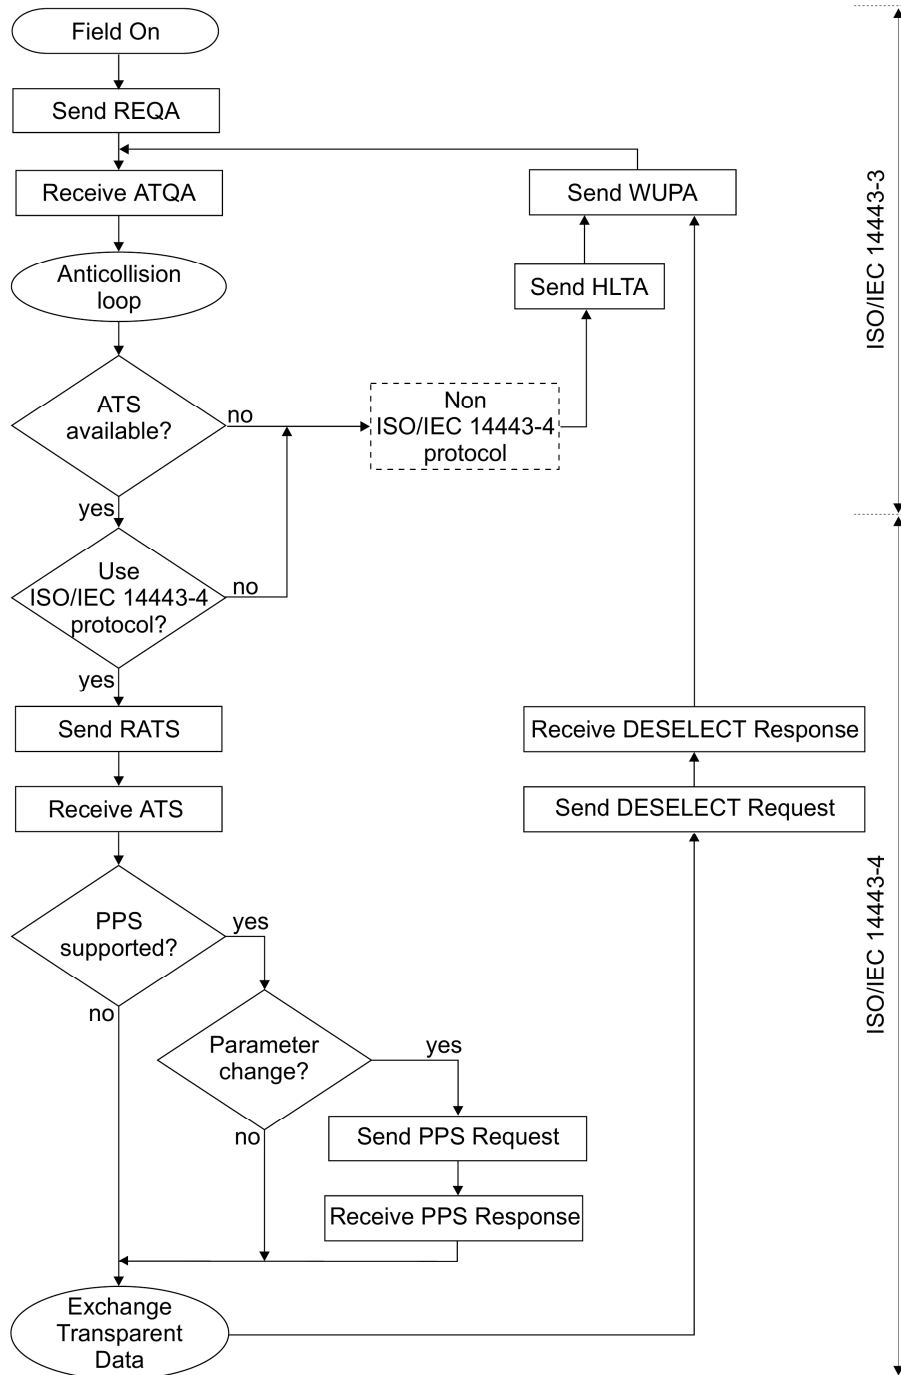 Field On
Send REQA
Receive ATQA
Send WUPA
Anticollision
loop
Send HLTA
ISO/IEC 14443-3
ATS
available?
no
Non
ISO/IEC 14443-4
protocol
yes
Use
ISO/IEC 14443-4
protocol?
no
yes
Send RATS
Receive DESELECT Response
Receive ATS
Send DESELECT Request
PPS
supported?
yes
no
ISO/IEC 14443-4
Parameter
change?
yes
no
Send PPS Request
Receive PPS Response
Exchange
Transparent
Data